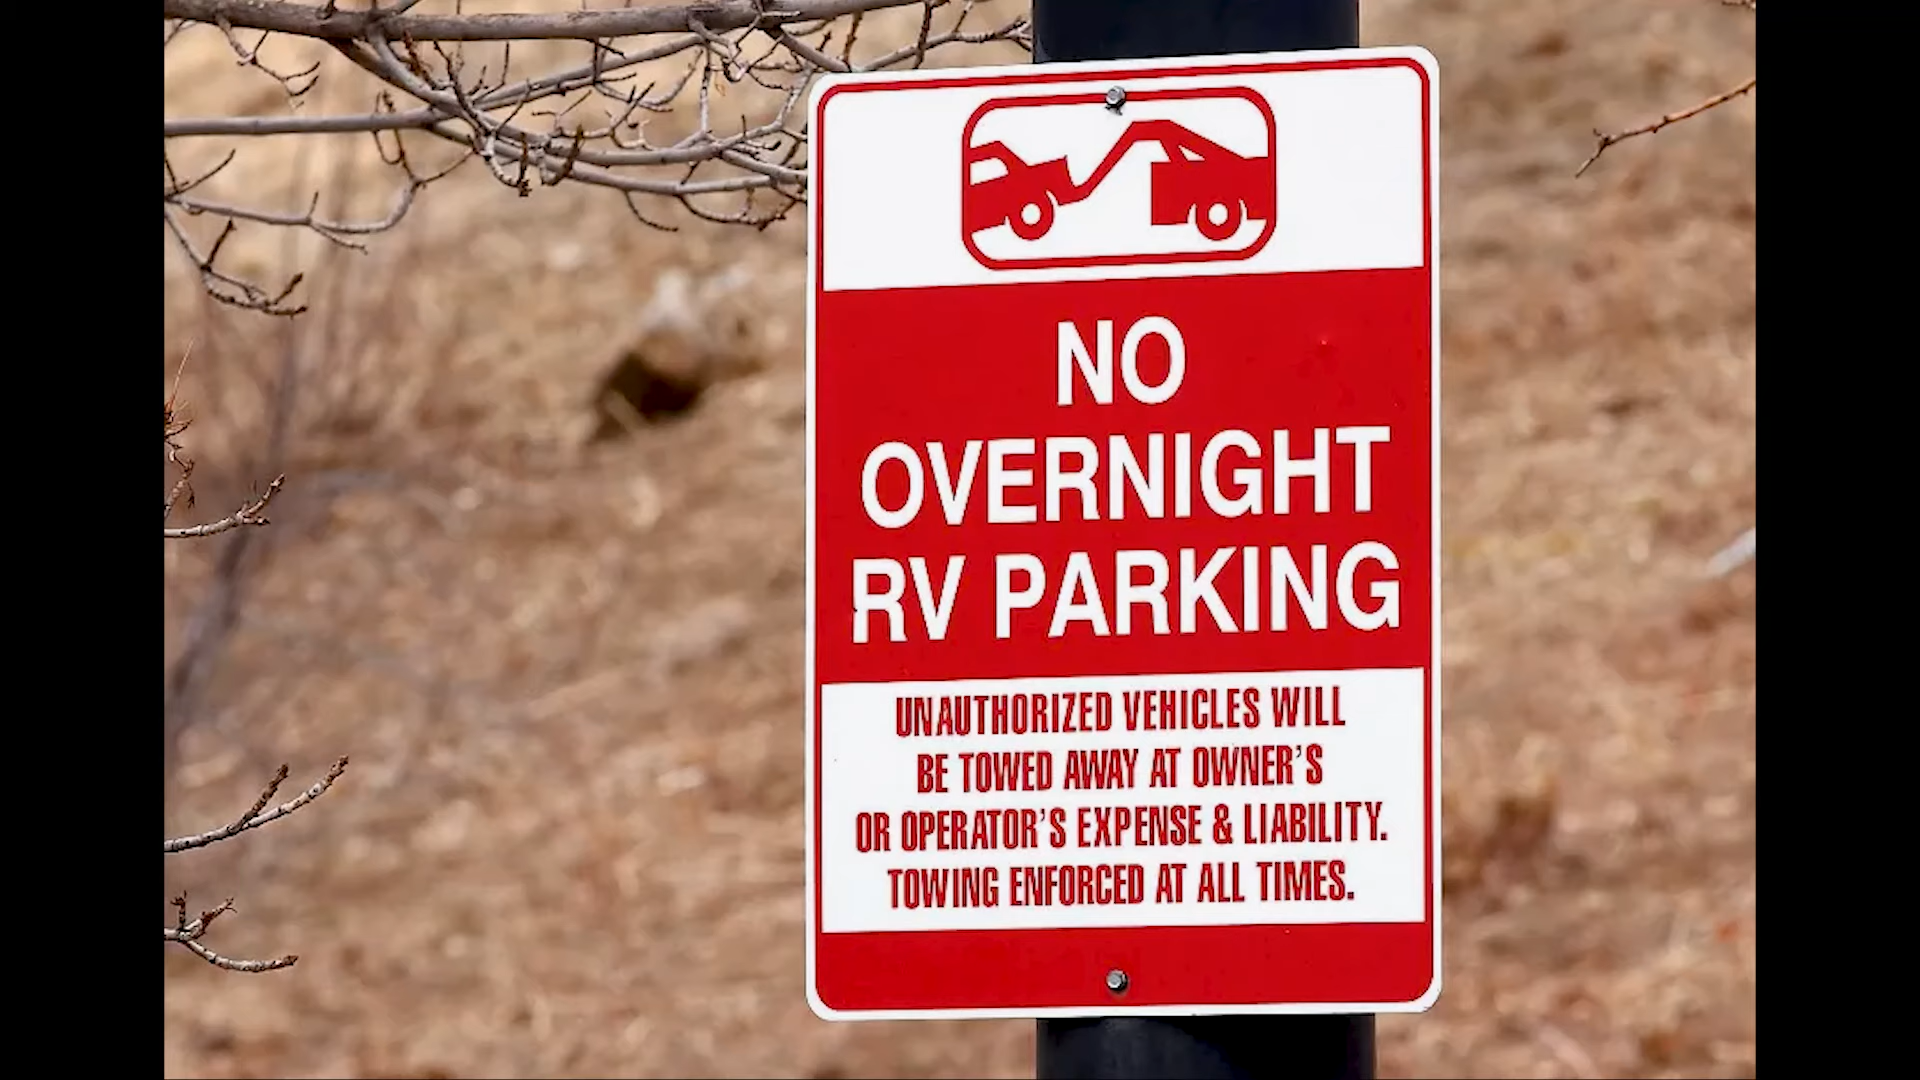 NO
OVERNIGHT
RV PARKING
UNAUTHORIZED VEHICLES WILL
BE TOWED AWAY AT OWNER'S
OR OPERATOR'S EXPENSE & LIABILITY.
TOWING ENFORCED AT ALL TIMES.